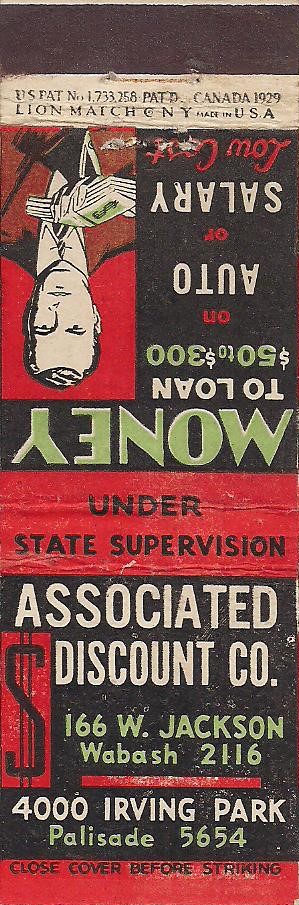 U.S. PAT. No. 1,733,258 PAT'D. CANADA 1929
LION MATCH CO NY MADE IN U.S.A
MONEY
TO LOAN
$50 to $300
on
AUTO
or
SALARY
Low Cost
UNDER
STATE SUPERVISION
ASSOCIATED
DISCOUNT CO.
$
166 W. JACKSON
Wabash 2116
4000 IRVING PARK
Palisade 5654
CLOSE COVER BEFORE STRIKING